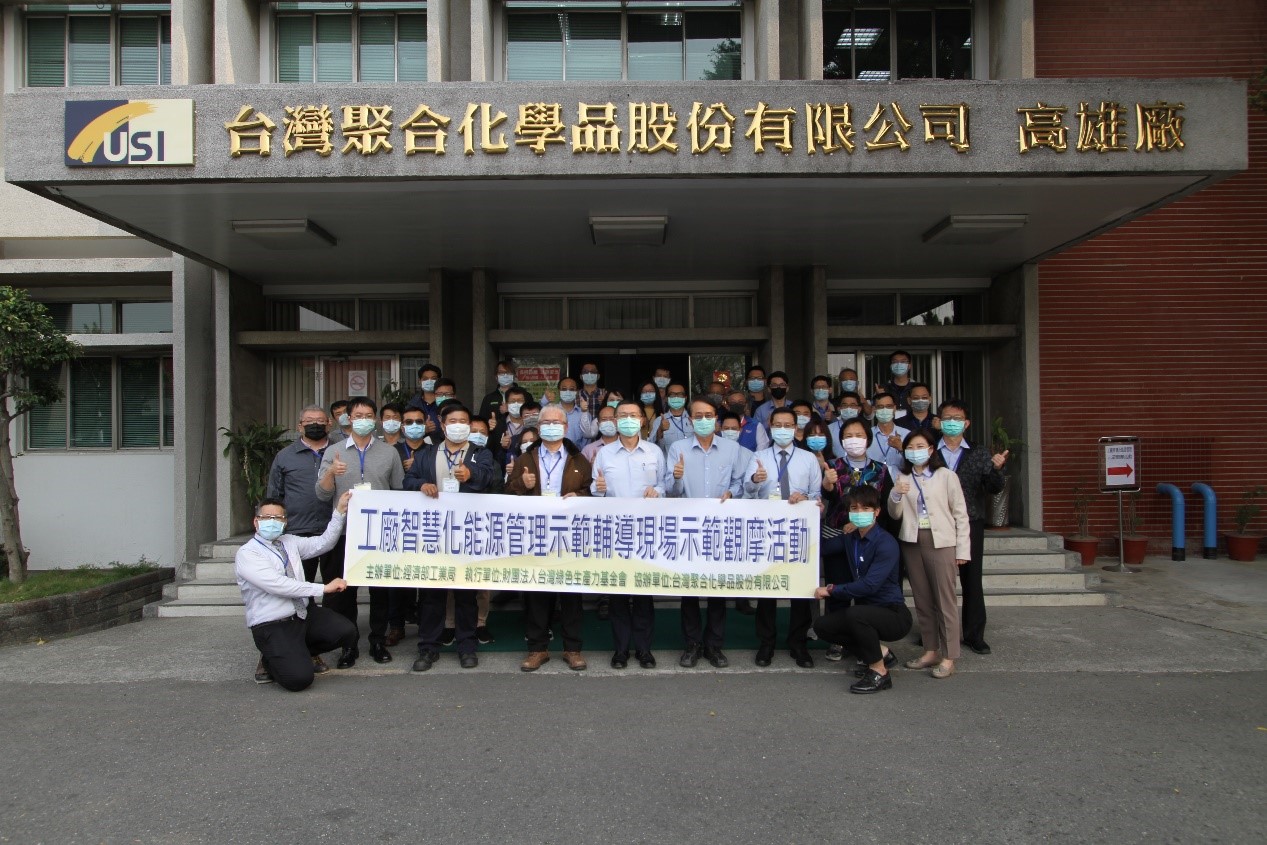 USI
台灣聚合化學品股份有限公司 高雄廠
工廠智慧化能源管理示範輔導現場示範觀摩活動
主辦單位:經濟部工業局 執行單位:財團法人台灣綠色生產力基金會 協辦單位:台灣聚合化學品股份有限公司